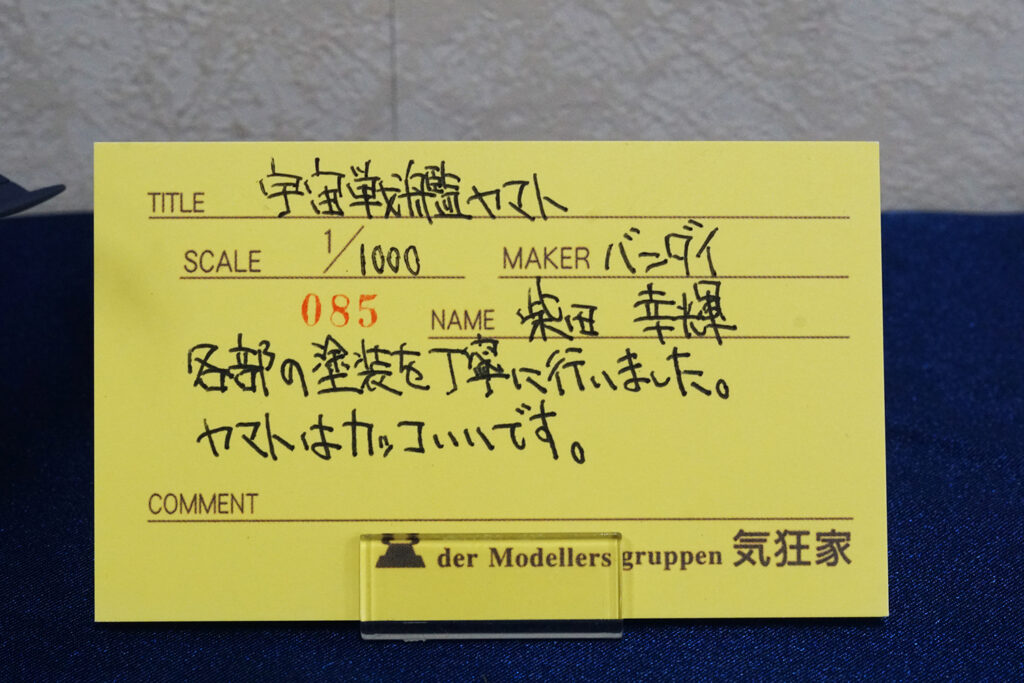 TITLE 宇宙戦艦ヤマト
SCALE 1/1000 MAKER バンダイ
085 NAME 柴田 幸輝
各部の塗装を丁寧に行いました。
ヤマトはカッコいいです。
COMMENT
der Modellers gruppen 気狂家